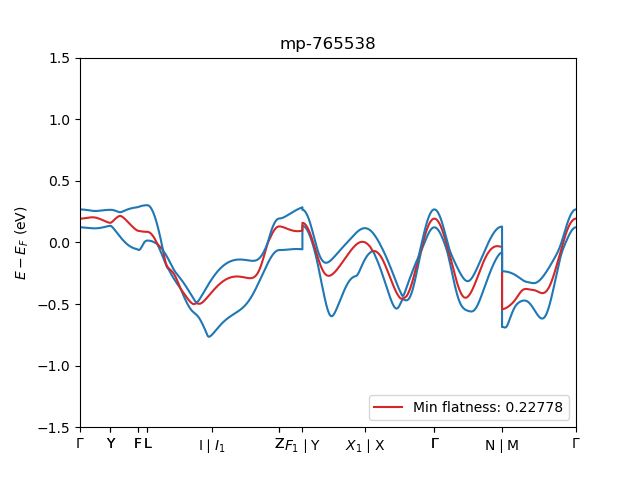 mp-765538
E − E_F (eV)
1.5
1.0
0.5
0.0
−0.5
−1.0
−1.5
Min flatness: 0.22778
Γ Y F L I | I₁ Z F₁ | Y X₁ | X Γ N | M Γ